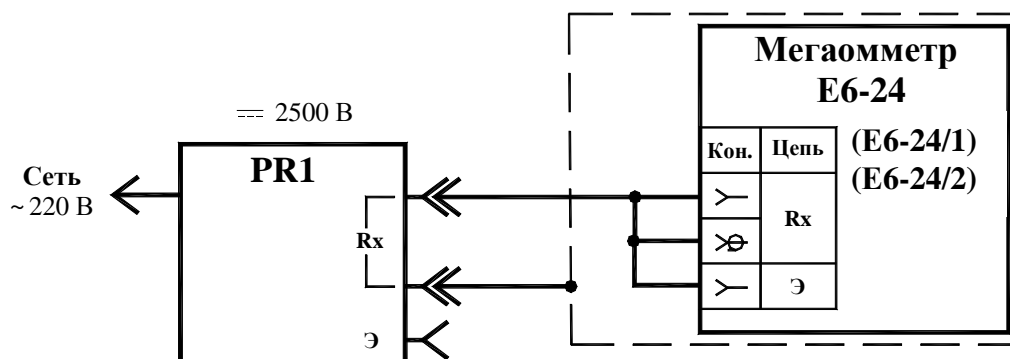 Мегаомметр
Е6-24
(Е6-24/1)
(Е6-24/2)
Кон. Цепь
Rx
Э
2500 В
PR1
Сеть
~ 220 В
Rx
Э